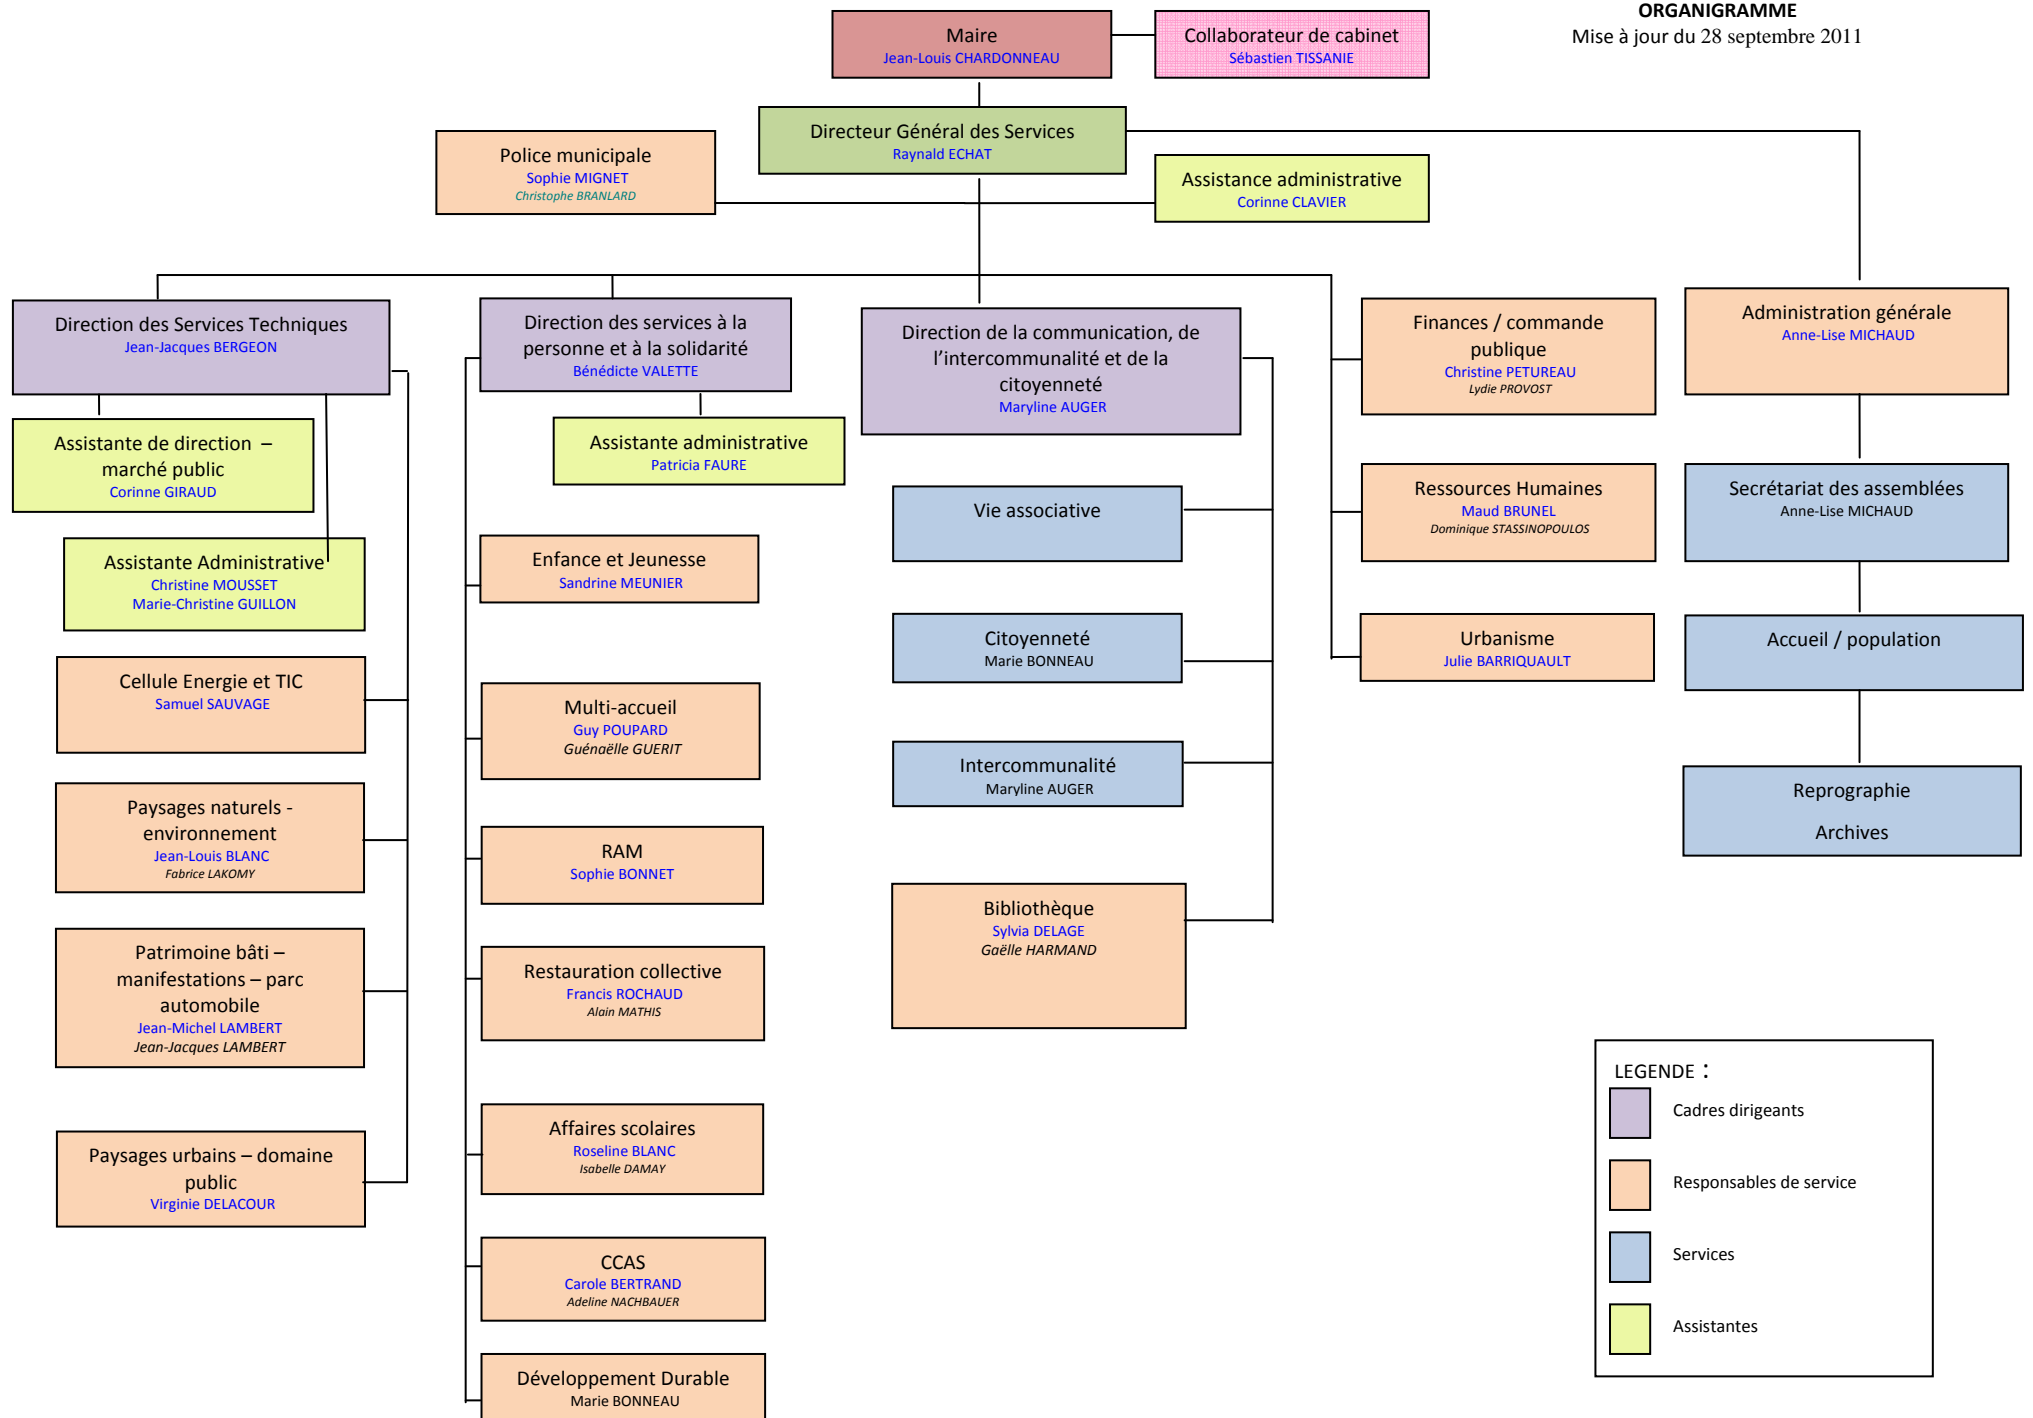 ORGANIGRAMME
Mise à jour du 28 septembre 2011
Maire
Jean-Louis CHARDONNEAU
Collaborateur de cabinet
Sébastien TISSANIE
Directeur Général des Services
Raynald ECHAT
Police municipale
Sophie MIGNET
Christophe BRANLARD
Assistance administrative
Corinne CLAVIER
Direction des Services Techniques
Jean-Jacques BERGEON
Assistante de direction –
marché public
Corinne GIRAUD
Assistante Administrative
Christine MOUSSET
Marie-Christine GUILLON
Cellule Energie et TIC
Samuel SAUVAGE
Paysages naturels -
environnement
Jean-Louis BLANC
Fabrice LAKOMY
Patrimoine bâti –
manifestations – parc
automobile
Jean-Michel LAMBERT
Jean-Jacques LAMBERT
Paysages urbains – domaine
public
Virginie DELACOUR
Direction des services à la
personne et à la solidarité
Bénédicte VALETTE
Assistante administrative
Patricia FAURE
Enfance et Jeunesse
Sandrine MEUNIER
Multi-accueil
Guy POUPARD
Guénaëlle GUERIT
RAM
Sophie BONNET
Restauration collective
Francis ROCHAUD
Alain MATHIS
Affaires scolaires
Roseline BLANC
Isabelle DAMAY
CCAS
Carole BERTRAND
Adeline NACHBAUER
Développement Durable
Marie BONNEAU
Direction de la communication, de
l’intercommunalité et de la
citoyenneté
Maryline AUGER
Vie associative
Citoyenneté
Marie BONNEAU
Intercommunalité
Maryline AUGER
Bibliothèque
Sylvia DELAGE
Gaëlle HARMAND
Finances / commande
publique
Christine PETUREAU
Lydie PROVOST
Ressources Humaines
Maud BRUNEL
Dominique STASSINOPOULOS
Urbanisme
Julie BARRIQUAULT
Administration générale
Anne-Lise MICHAUD
Secrétariat des assemblées
Anne-Lise MICHAUD
Accueil / population
Reprographie
Archives
LEGENDE :
Cadres dirigeants
Responsables de service
Services
Assistantes